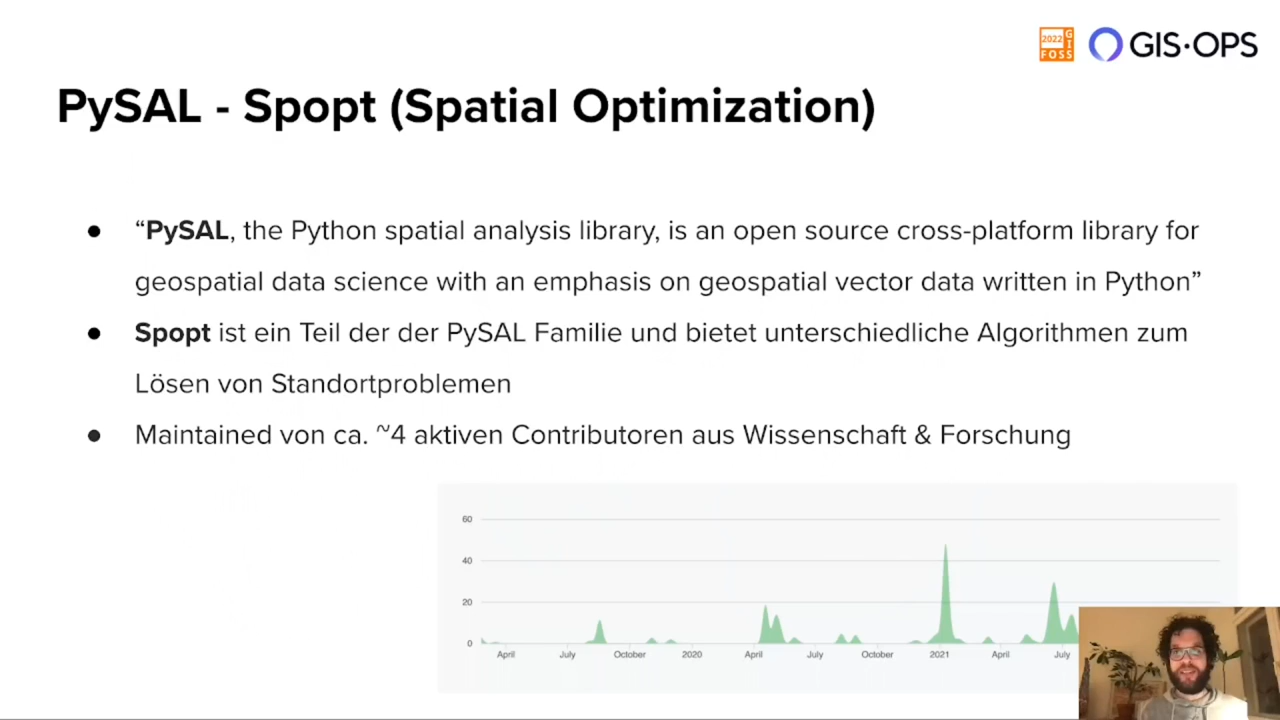 2022 GI
FOSS
GIS·OPS
PySAL - Spopt (Spatial Optimization)
● “PySAL, the Python spatial analysis library, is an open source cross-platform library for
geospatial data science with an emphasis on geospatial vector data written in Python”
● Spopt ist ein Teil der der PySAL Familie und bietet unterschiedliche Algorithmen zum
Lösen von Standortproblemen
● Maintained von ca. ~4 aktiven Contributoren aus Wissenschaft & Forschung
60
40
20
0
April July October 2020 April July October 2021 April July